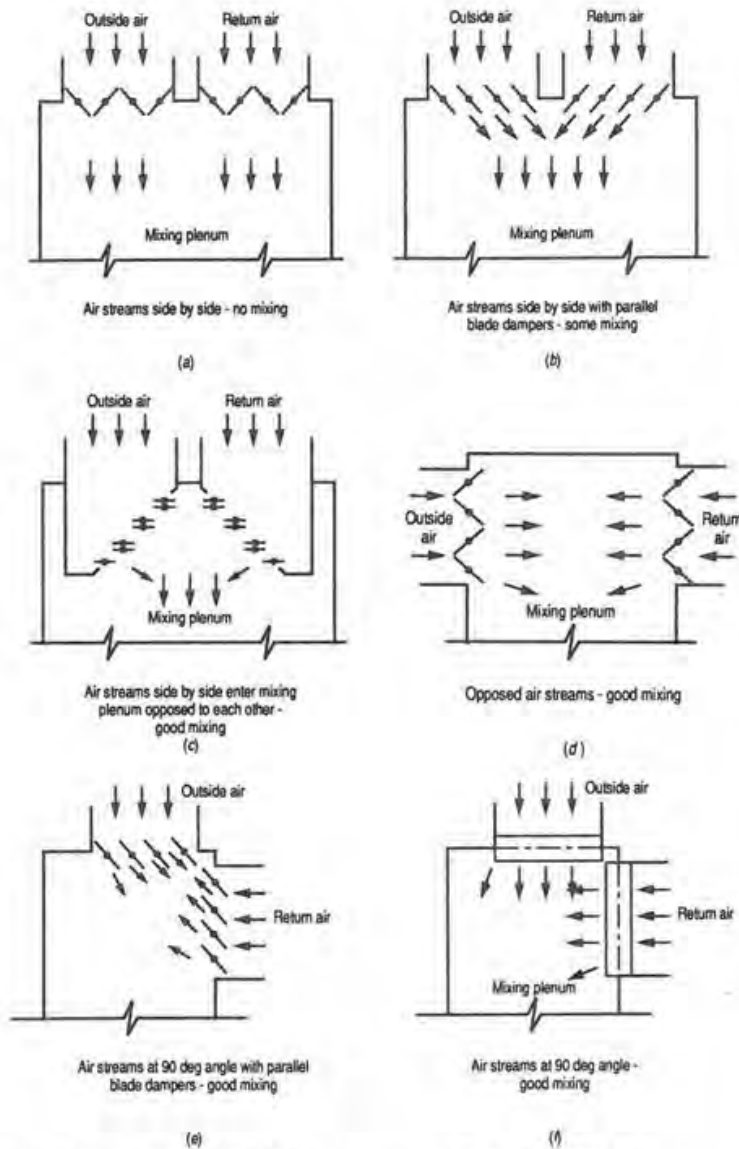 Outside air Return air
Mixing plenum
Air streams side by side - no mixing
(a)
Outside air Return air
Mixing plenum
Air streams side by side with parallel
blade dampers - some mixing
(b)
Outside air Return air
Mixing plenum
Air streams side by side enter mixing
plenum opposed to each other -
good mixing
(c)
Outside
air
Return
air
Mixing plenum
Opposed air streams - good mixing
(d)
Outside air
Return air
Air streams at 90 deg angle with parallel
blade dampers - good mixing
(e)
Outside air
Return air
Mixing plenum
Air streams at 90 deg angle -
good mixing
(f)